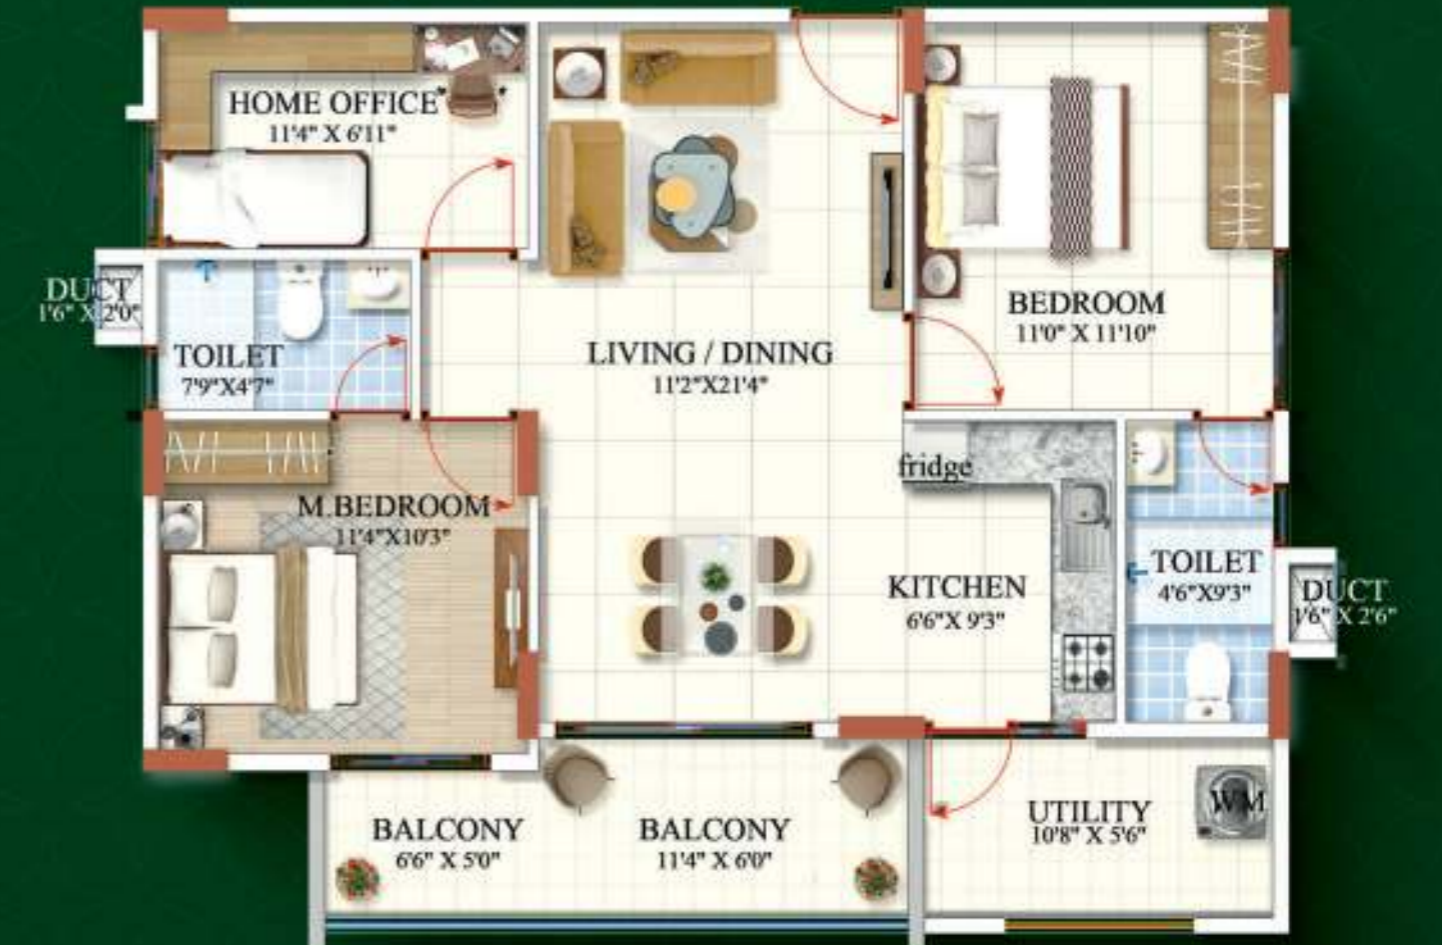 HOME OFFICE
11'4" X 6'11"
DUCT
1'6" X 2'0"
TOILET
7'9"X4'7"
LIVING / DINING
11'2"X21'4"
BEDROOM
11'0" X 11'10"
fridge
M.BEDROOM
11'4"X10'3"
KITCHEN
6'6"X 9'3"
TOILET
4'6"X9'3"
DUCT
1'6" X 2'6"
BALCONY
6'6" X 5'0"
BALCONY
11'4" X 6'0"
UTILITY
10'8" X 5'6"
WM